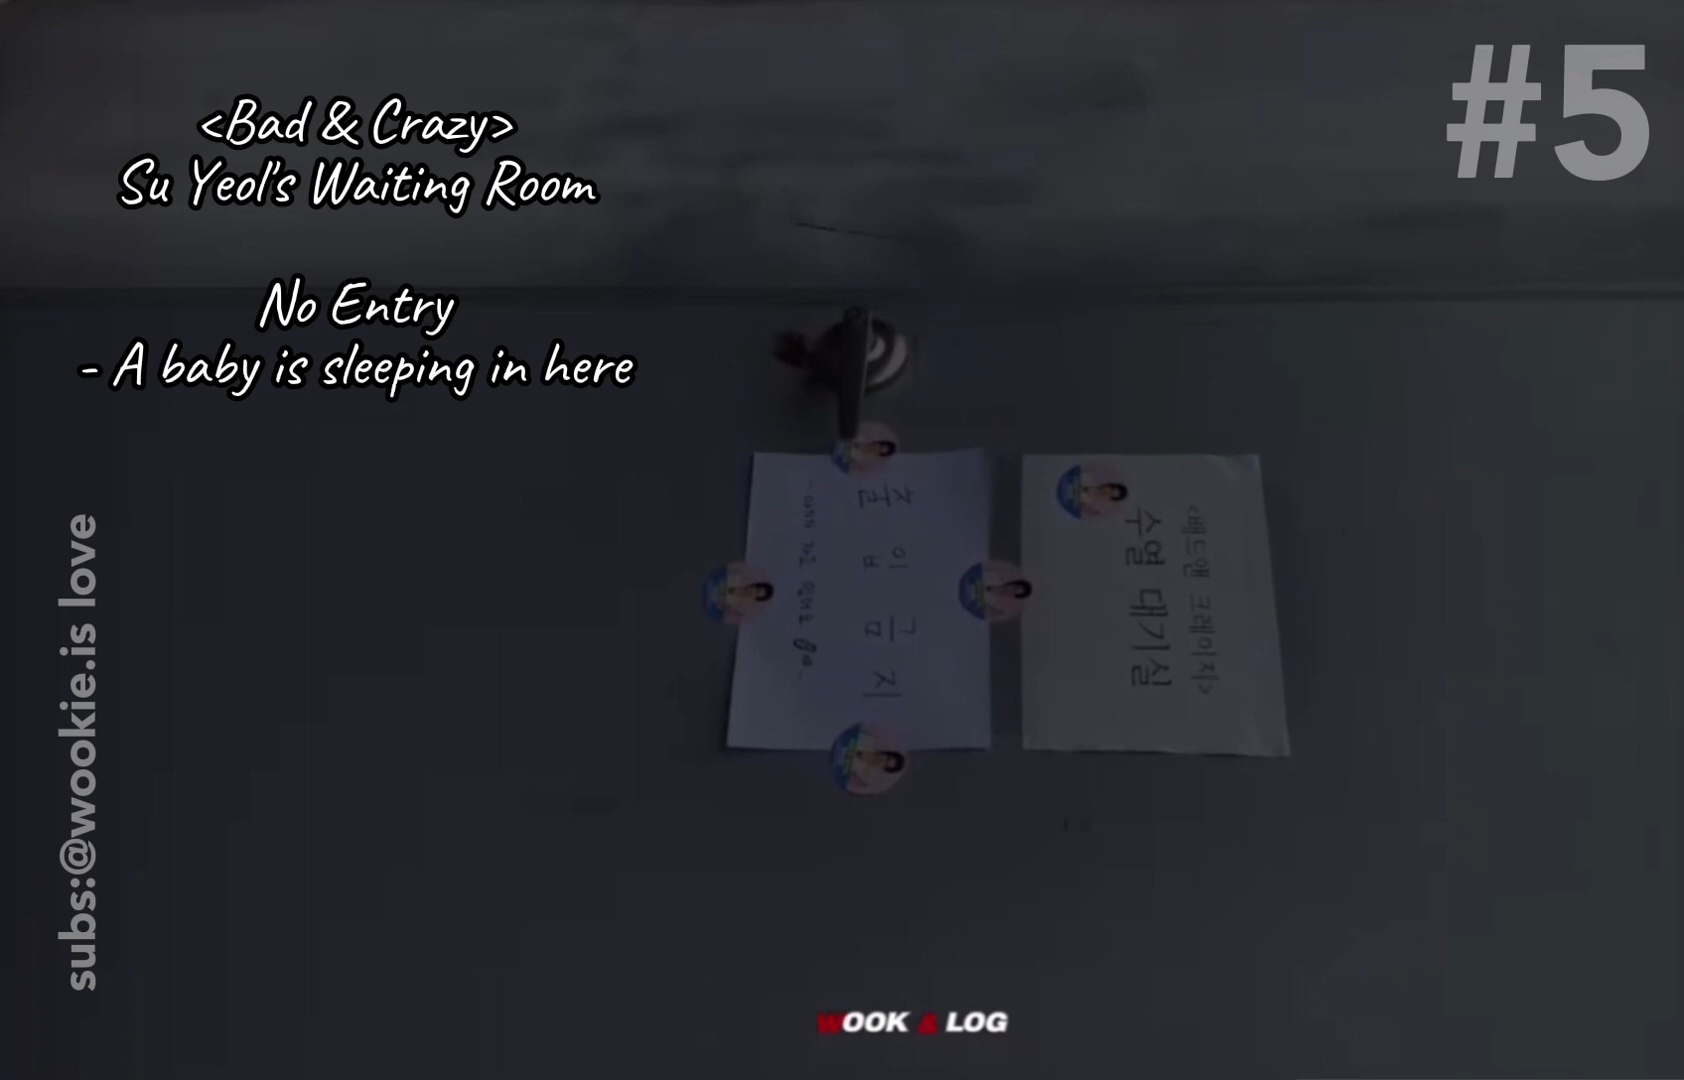 #5
<Bad & Crazy>
Su Yeol's Waiting Room
No Entry
- A baby is sleeping in here
<배드앤 크레이지>
수열 대기실
출입금지
subs:@wookie.is love
WOOK & LOG